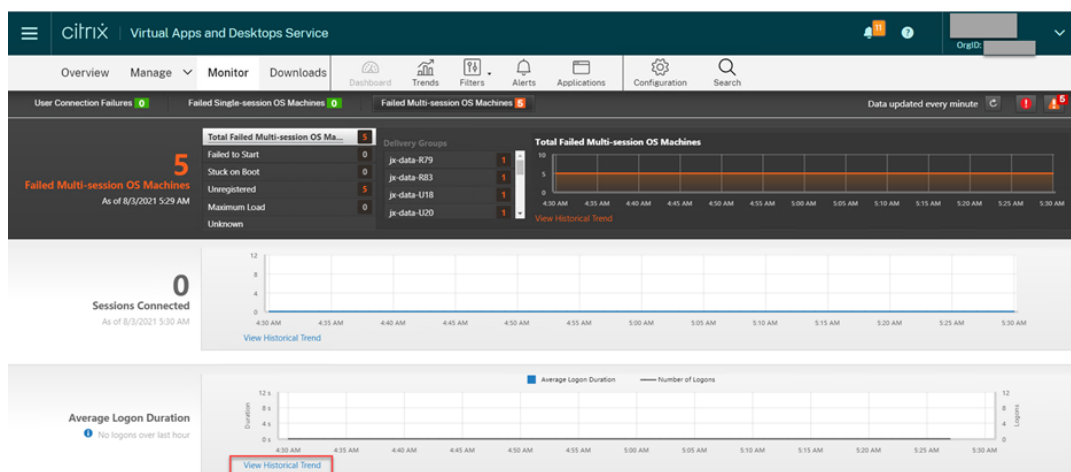 citrix Virtual Apps and Desktops Service 11 ?
OrgID:
Overview Manage Monitor Downloads Dashboard Trends Filters Alerts Applications Configuration Search
User Connection Failures 0 Failed Single-session OS Machines 0 Failed Multi-session OS Machines 5 Data updated every minute ! 5
5
Failed Multi-session OS Machines
As of 8/3/2021 5:29 AM
Total Failed Multi-session OS Ma... 5
Failed to Start 0
Stuck on Boot 0
Unregistered 5
Maximum Load 0
Unknown
Delivery Groups
jx-data-R79 1
jx-data-R83 1
jx-data-U18 1
jx-data-U20 1
Total Failed Multi-session OS Machines
10
5
0
4:30 AM 4:35 AM 4:40 AM 4:45 AM 4:50 AM 4:55 AM 5:00 AM 5:05 AM 5:10 AM 5:15 AM 5:20 AM 5:25 AM 5:30 AM
View Historical Trend
0
Sessions Connected
As of 8/3/2021 5:30 AM
12
8
4
0
4:30 AM 4:35 AM 4:40 AM 4:45 AM 4:50 AM 4:55 AM 5:00 AM 5:05 AM 5:10 AM 5:15 AM 5:20 AM 5:25 AM 5:30 AM
View Historical Trend
Average Logon Duration
No logons over last hour
Average Logon Duration Number of Logons
Duration
12 s
8 s
4 s
0 s
12
8
4
0
Logons
4:30 AM 4:35 AM 4:40 AM 4:45 AM 4:50 AM 4:55 AM 5:00 AM 5:05 AM 5:10 AM 5:15 AM 5:20 AM 5:25 AM 5:30 AM
View Historical Trend